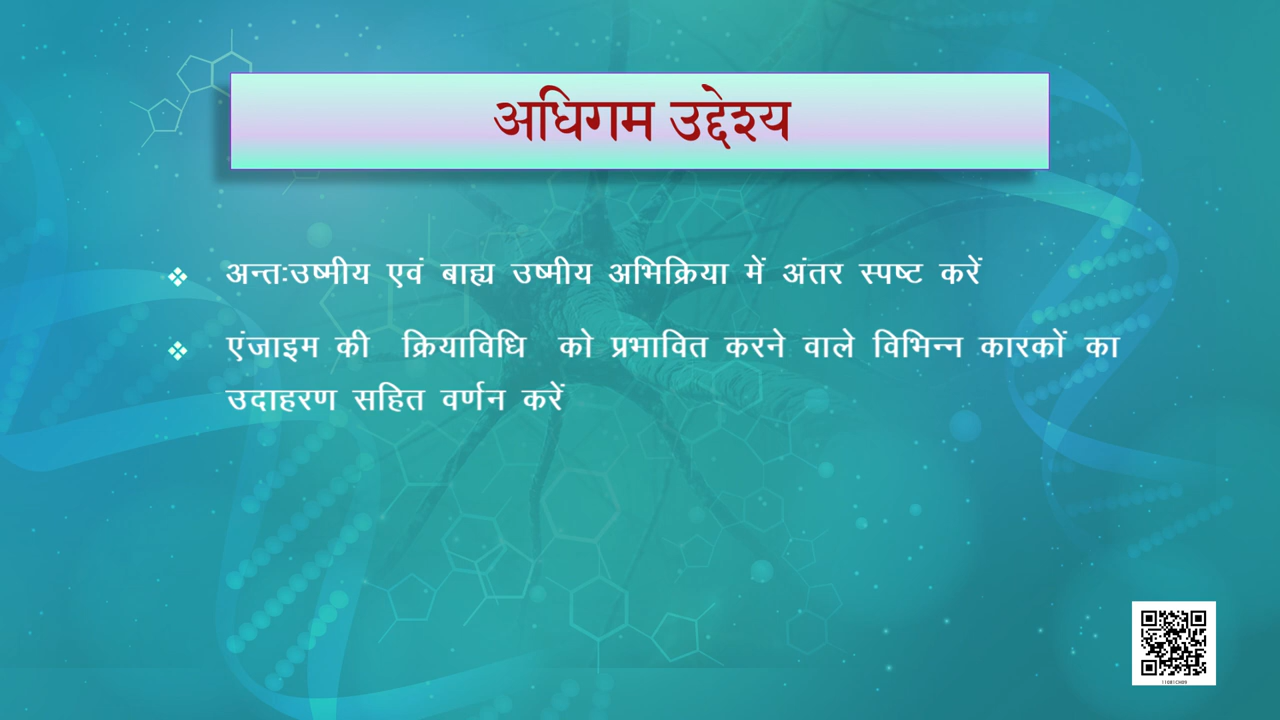 अधिगम उद्देश्य
❖ अन्तःउष्मीय एवं बाह्य उष्मीय अभिक्रिया में अंतर स्पष्ट करें
❖ एंजाइम की क्रियाविधि को प्रभावित करने वाले विभिन्न कारकों का
उदाहरण सहित वर्णन करें